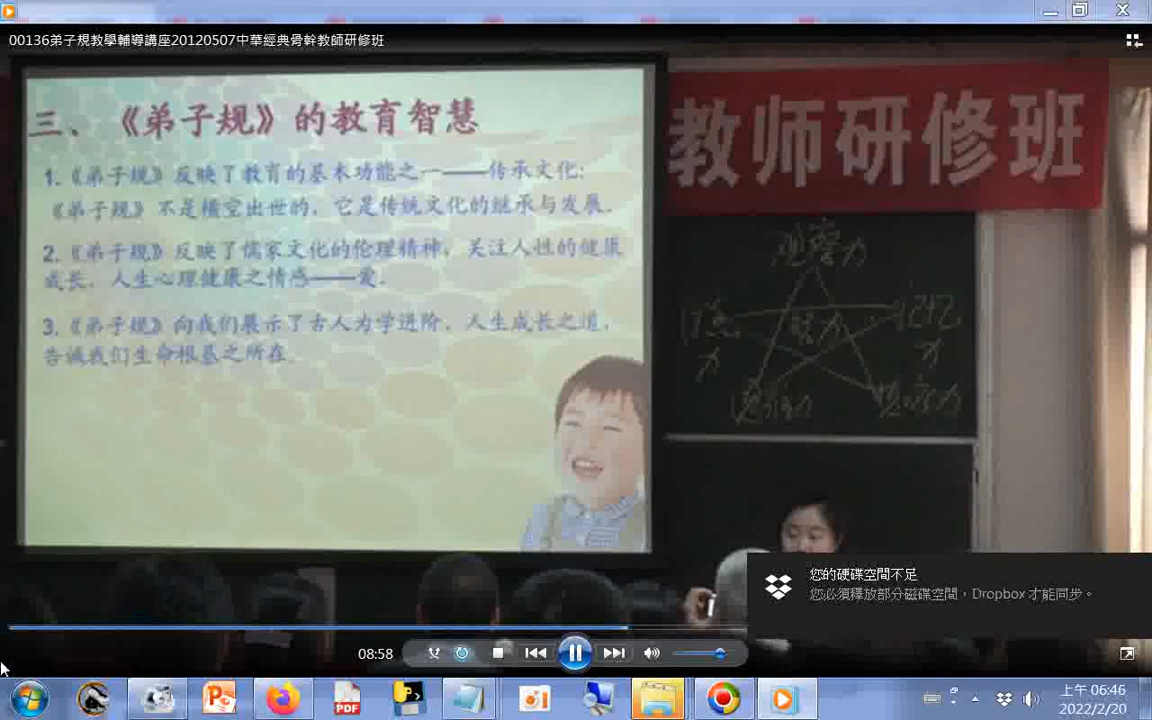 00136弟子規教學輔導講座20120507中華經典骨幹教師研修班
三、《弟子规》的教育智慧
1.《弟子规》反映了教育的基本功能之一——传承文化:
《弟子规》不是横空出世的，它是传统文化的继承与发展.
2.《弟子规》反映了儒家文化的伦理精神，关注人性的健康
成长，人生心理健康之情感——爱.
3.《弟子规》向我们展示了古人为学进阶，人生成长之道，
告诫我们生命根基之所在
教师研修班
观察力
记忆
力
您的硬碟空間不足
您必須釋放部分磁碟空間，Dropbox 才能同步。
08:58
PDF
上午 06:46
2022/2/20